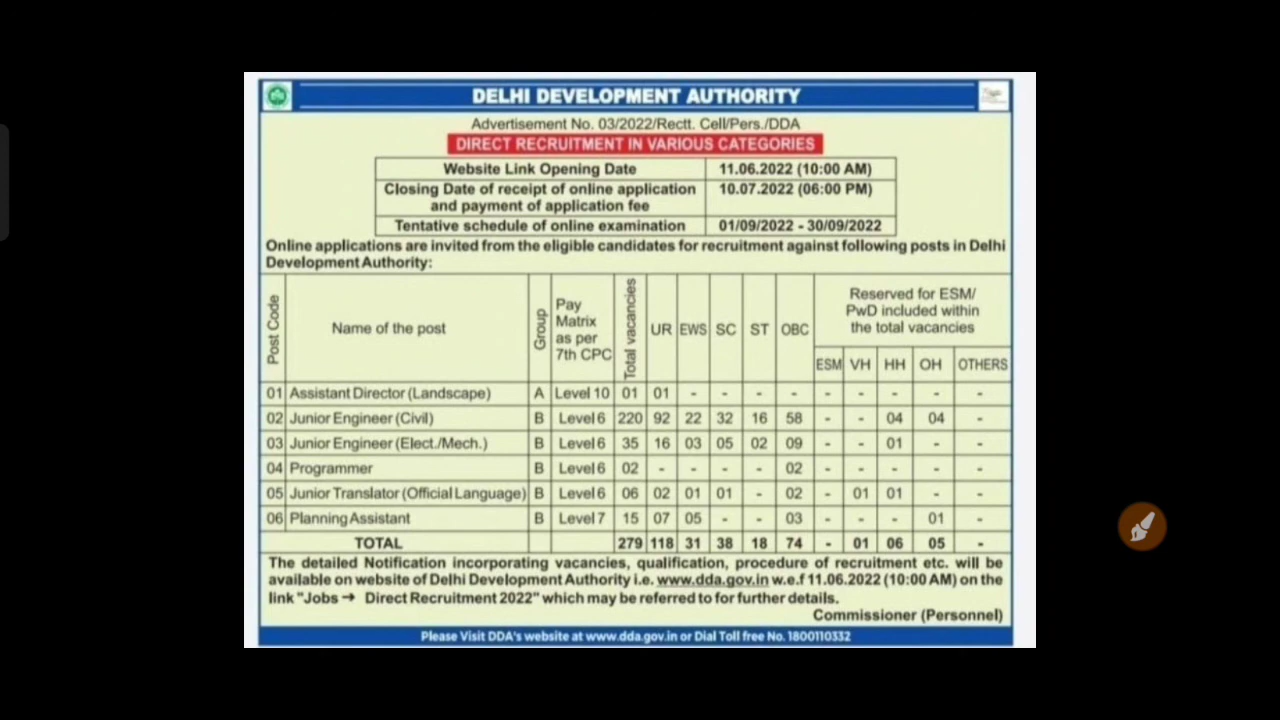 DELHI DEVELOPMENT AUTHORITY
Advertisement No. 03/2022/Rectt. Cell/Pers./DDA
DIRECT RECRUITMENT IN VARIOUS CATEGORIES
Website Link Opening Date 11.06.2022 (10:00 AM)
Closing Date of receipt of online application 10.07.2022 (06:00 PM)
and payment of application fee
Tentative schedule of online examination 01/09/2022 - 30/09/2022
Online applications are invited from the eligible candidates for recruitment against following posts in Delhi
Development Authority:
Post Code Name of the post Group Pay Matrix as per 7th CPC Total vacancies UR EWS SC ST OBC Reserved for ESM/ PwD included within the total vacancies
ESM VH HH OH OTHERS
01 Assistant Director (Landscape) A Level 10 01 01 - - - - - - - - -
02 Junior Engineer (Civil) B Level 6 220 92 22 32 16 58 - - 04 04 -
03 Junior Engineer (Elect./Mech.) B Level 6 35 16 03 05 02 09 - - 01 - -
04 Programmer B Level 6 02 - - - - 02 - - - - -
05 Junior Translator (Official Language) B Level 6 06 02 01 01 - 02 - 01 01 - -
06 Planning Assistant B Level 7 15 07 05 - - 03 - - - 01 -
TOTAL 279 118 31 38 18 74 - 01 06 05 -
The detailed Notification incorporating vacancies, qualification, procedure of recruitment etc. will be
available on website of Delhi Development Authority i.e. www.dda.gov.in w.e.f 11.06.2022 (10:00 AM) on the
link "Jobs → Direct Recruitment 2022" which may be referred to for further details.
Commissioner (Personnel)
Please Visit DDA's website at www.dda.gov.in or Dial Toll free No. 1800110332